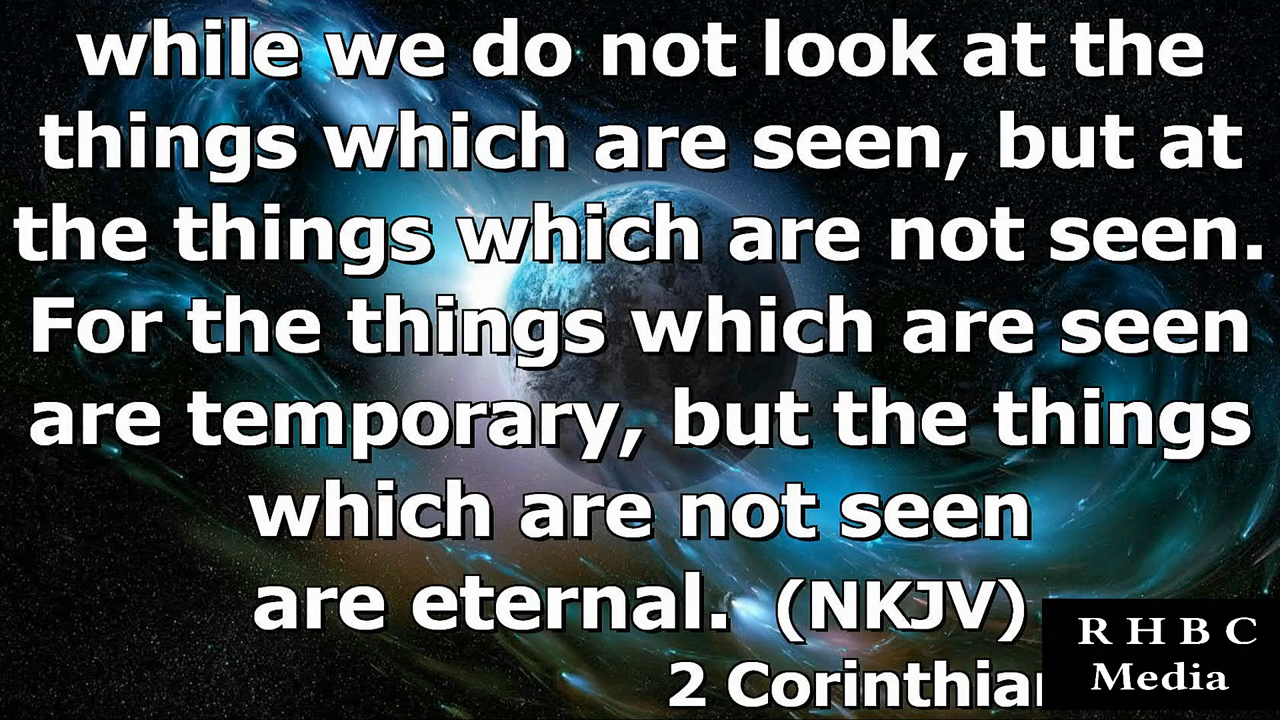 while we do not look at the
things which are seen, but at
the things which are not seen.
For the things which are seen
are temporary, but the things
which are not seen
are eternal. (NKJV)
2
R H B C
Media